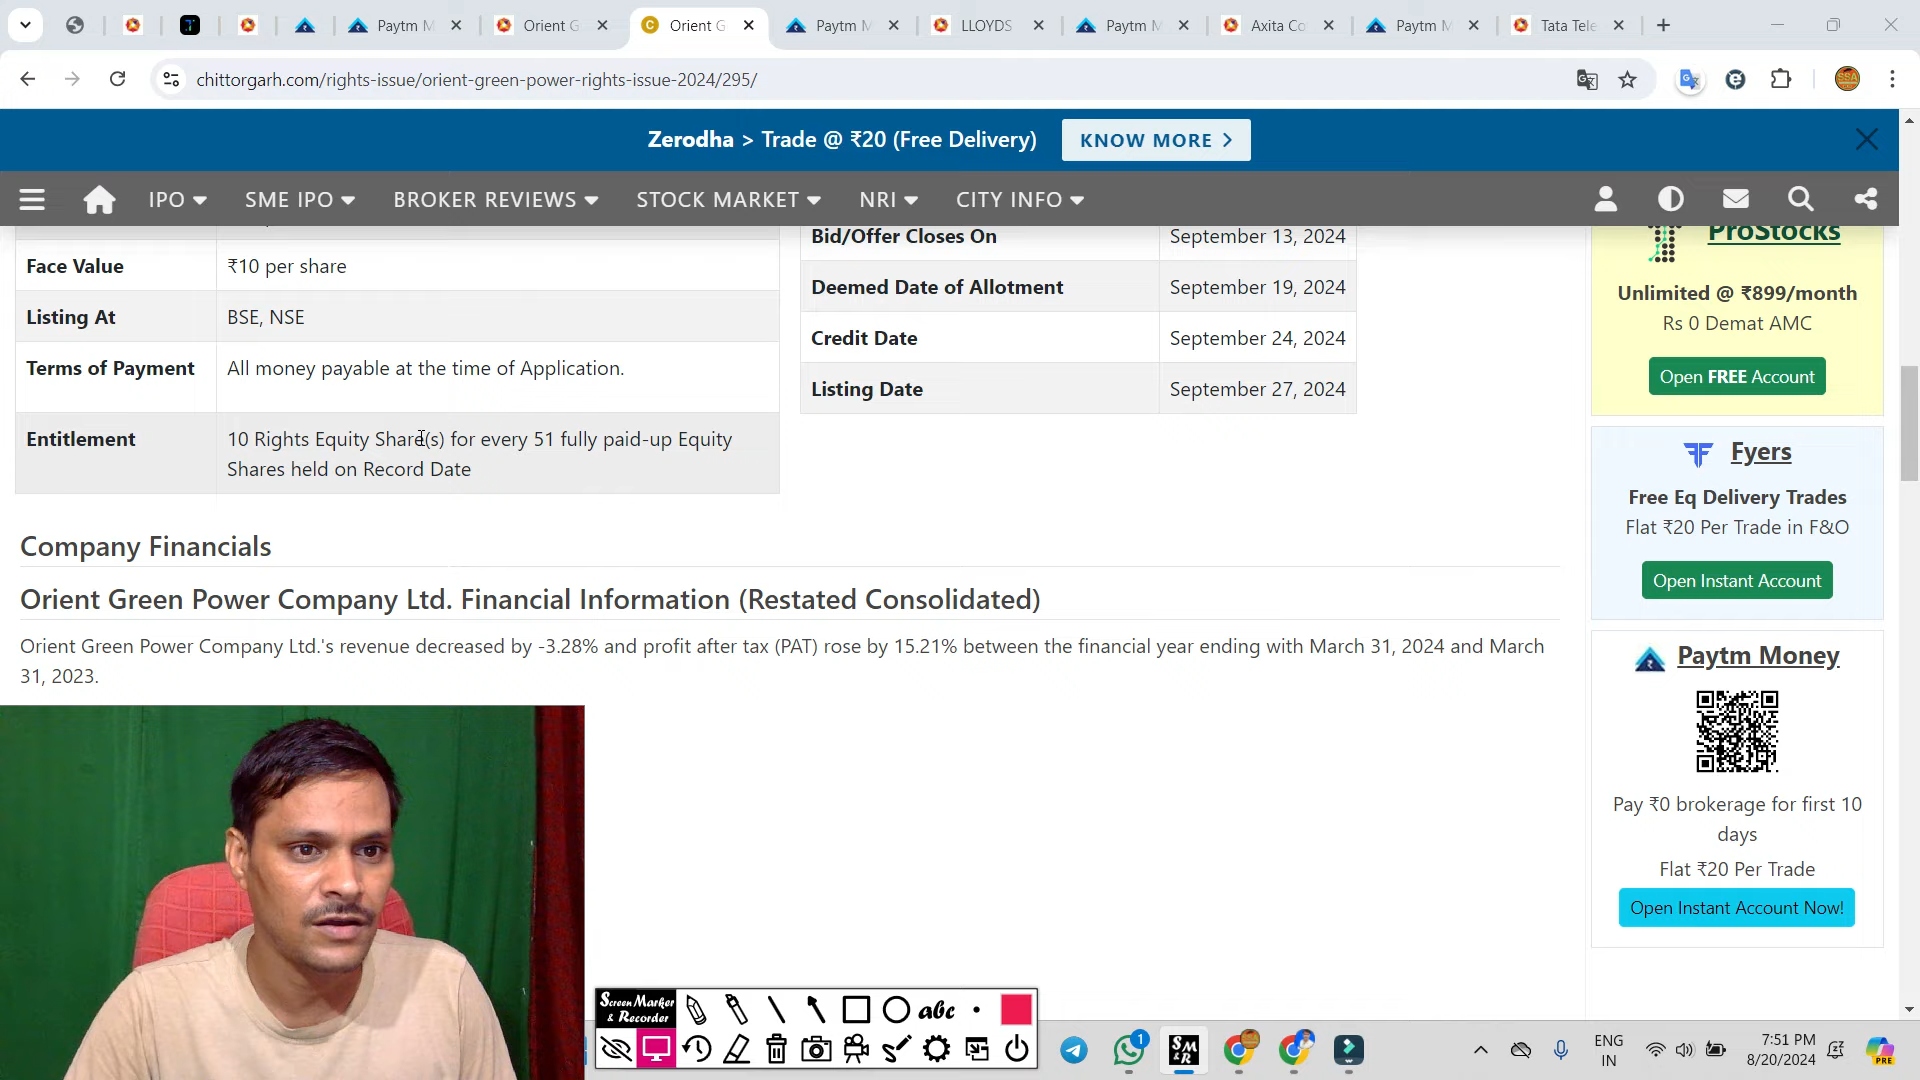 Paytm M
Orient G
Orient G
Paytm M
LLOYDS
Paytm M
Axita Co
Paytm M
Tata Tele
chittorgarh.com/rights-issue/orient-green-power-rights-issue-2024/295/
Zerodha > Trade @ ₹20 (Free Delivery)
KNOW MORE
IPO
SME IPO
BROKER REVIEWS
STOCK MARKET
NRI
CITY INFO
Face Value
₹10 per share
Listing At
BSE, NSE
Terms of Payment
All money payable at the time of Application.
Entitlement
10 Rights Equity Share(s) for every 51 fully paid-up Equity
Shares held on Record Date
Bid/Offer Closes On
September 13, 2024
Deemed Date of Allotment
September 19, 2024
Credit Date
September 24, 2024
Listing Date
September 27, 2024
Company Financials
Orient Green Power Company Ltd. Financial Information (Restated Consolidated)
Orient Green Power Company Ltd.'s revenue decreased by -3.28% and profit after tax (PAT) rose by 15.21% between the financial year ending with March 31, 2024 and March
31, 2023.
ProStocks
Unlimited @ ₹899/month
Rs 0 Demat AMC
Open FREE Account
Fyers
Free Eq Delivery Trades
Flat ₹20 Per Trade in F&O
Open Instant Account
Paytm Money
Pay ₹0 brokerage for first 10
days
Flat ₹20 Per Trade
Open Instant Account Now!
Screen Marker
& Recorder
abc
1
SM
&R
ENG
IN
7:51 PM
8/20/2024
PRE
SSA